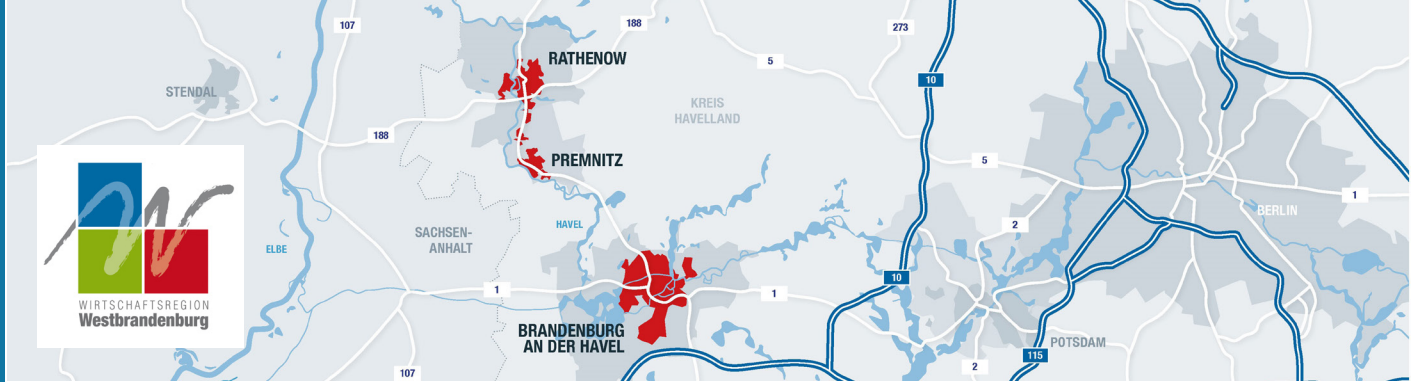 107
188
273
RATHENOW
5
10
STENDAL
KREIS
HAVELLAND
188
PREMNITZ
5
1
BERLIN
2
HAVEL
SACHSEN-
ANHALT
ELBE
10
1
1
WIRTSCHAFTSREGION
Westbrandenburg
BRANDENBURG
AN DER HAVEL
POTSDAM
115
2
107